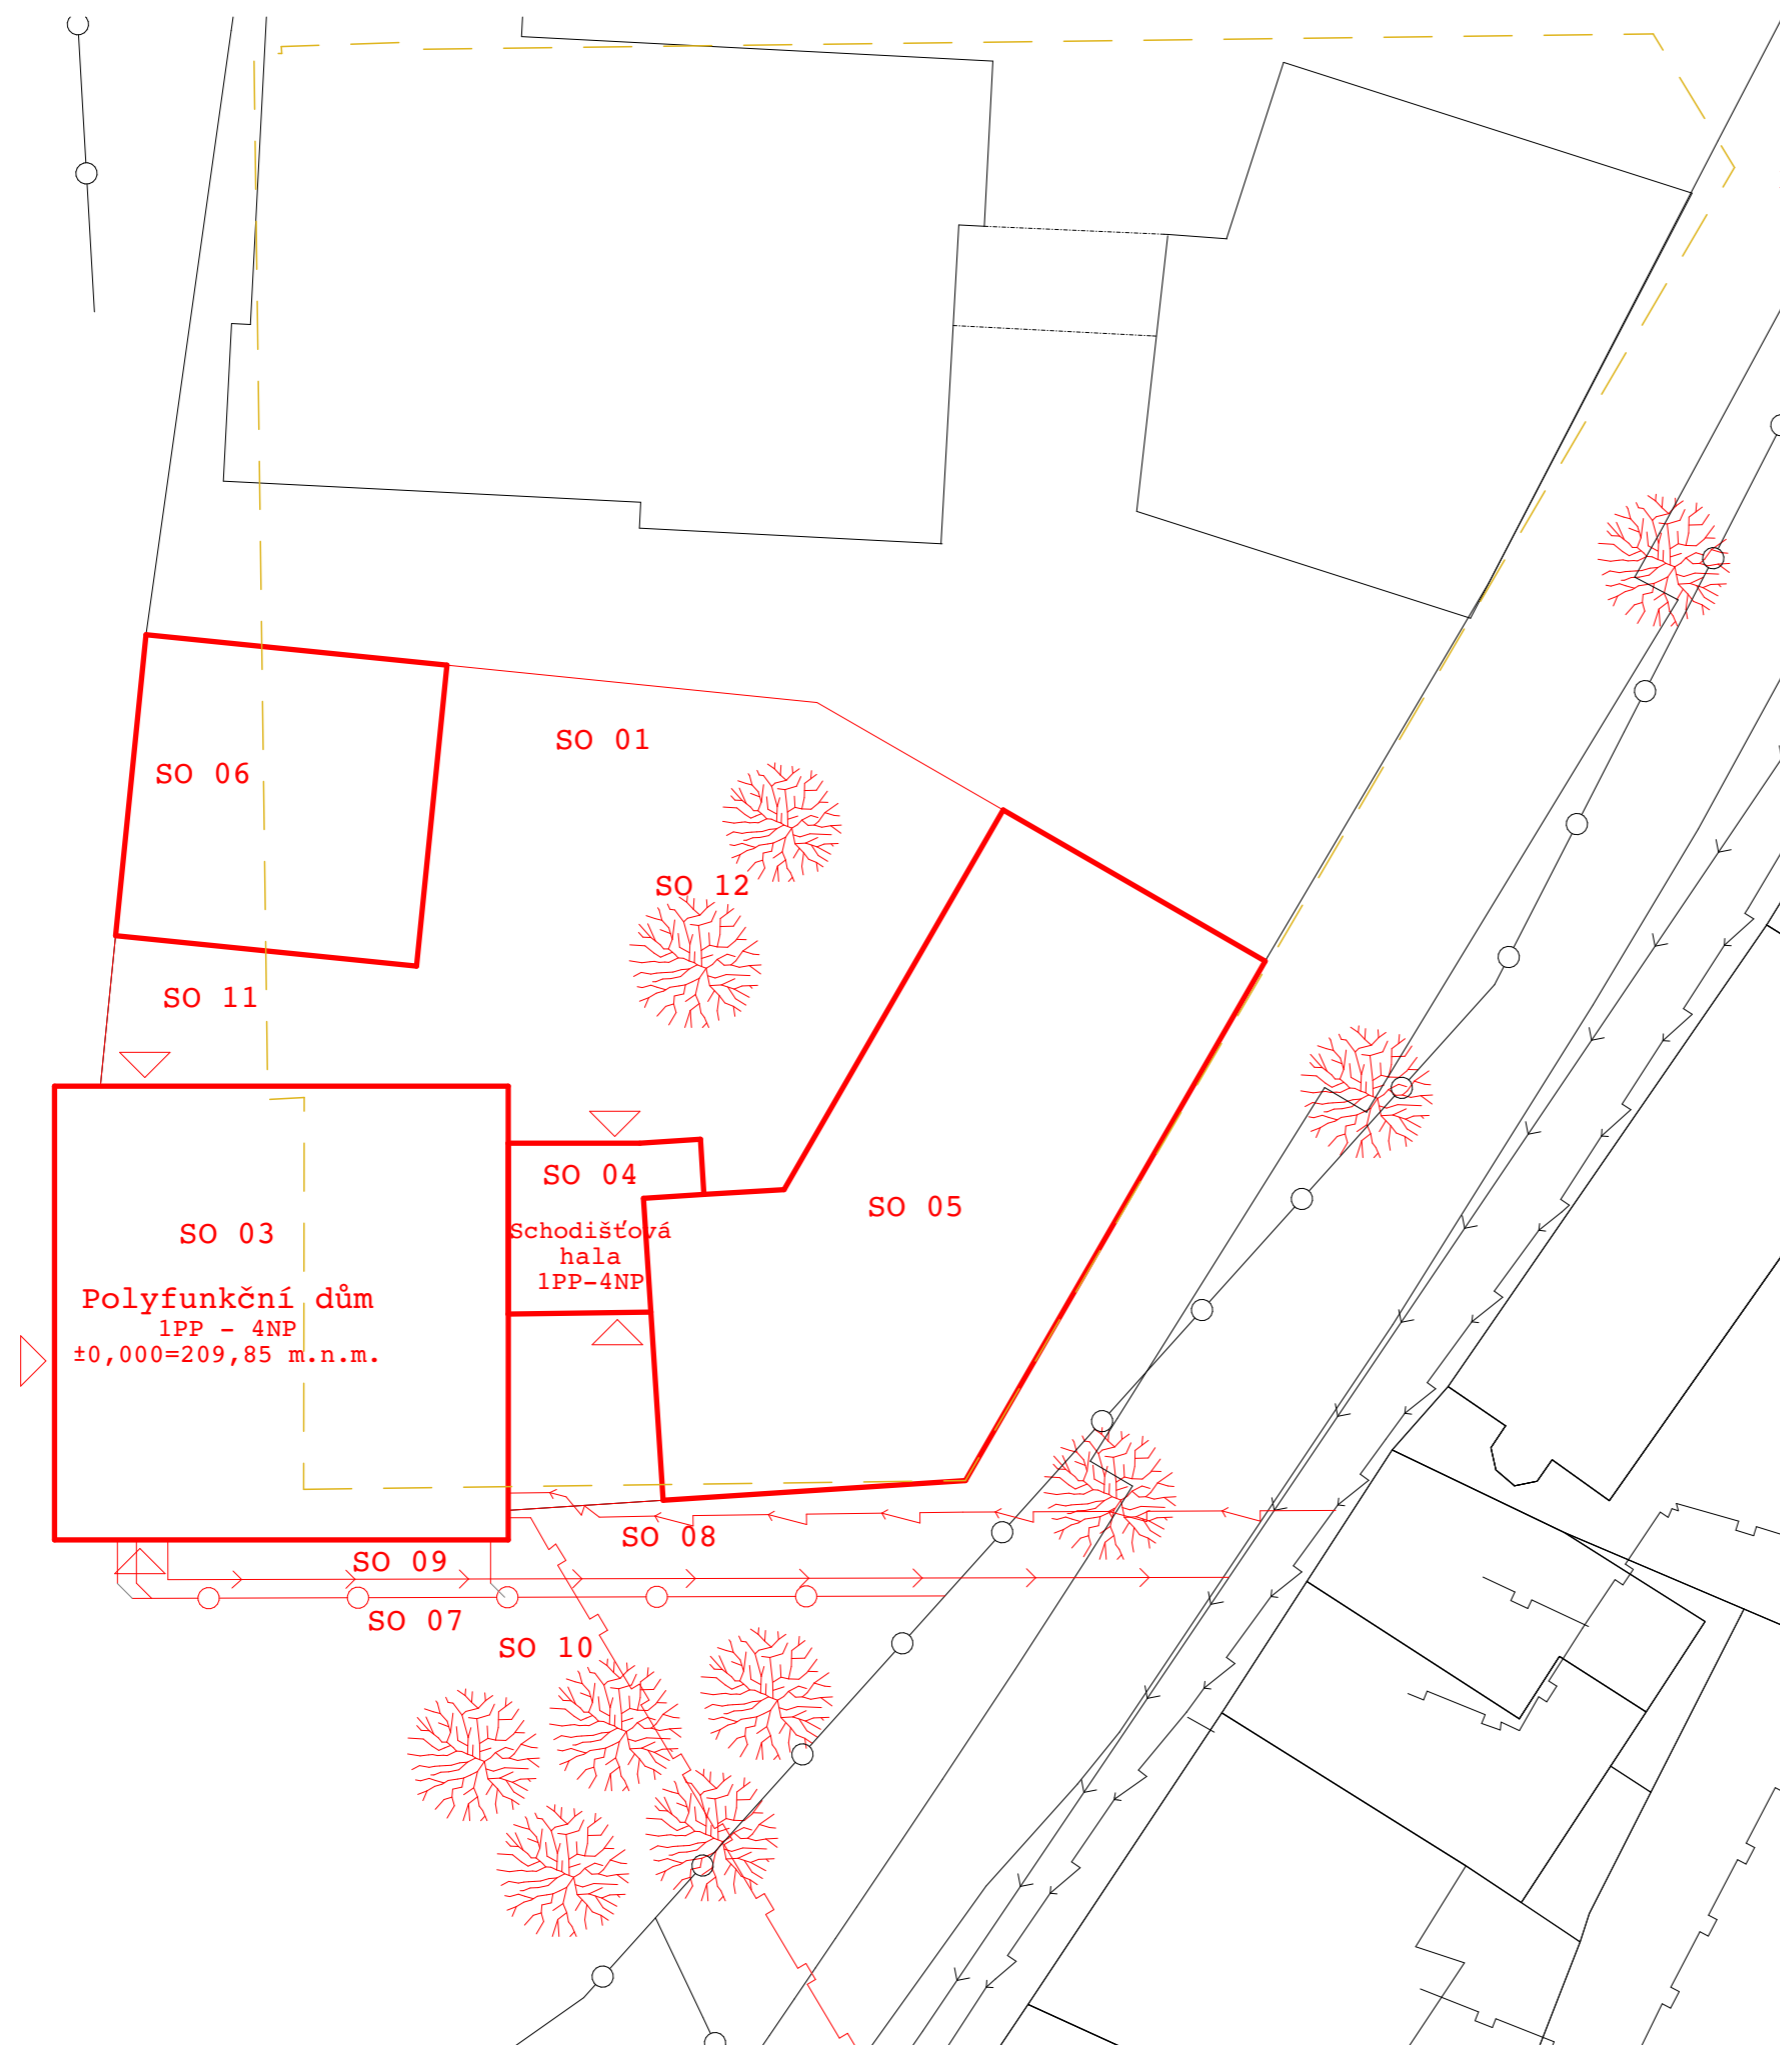 SO 01
SO 06
SO 12
SO 11
SO 04
SO 05
SO 03
Schodišťová
hala
1PP-4NP
Polyfunkční dům
1PP - 4NP
±0,000=209,85 m.n.m.
SO 08
SO 09
SO 07
SO 10